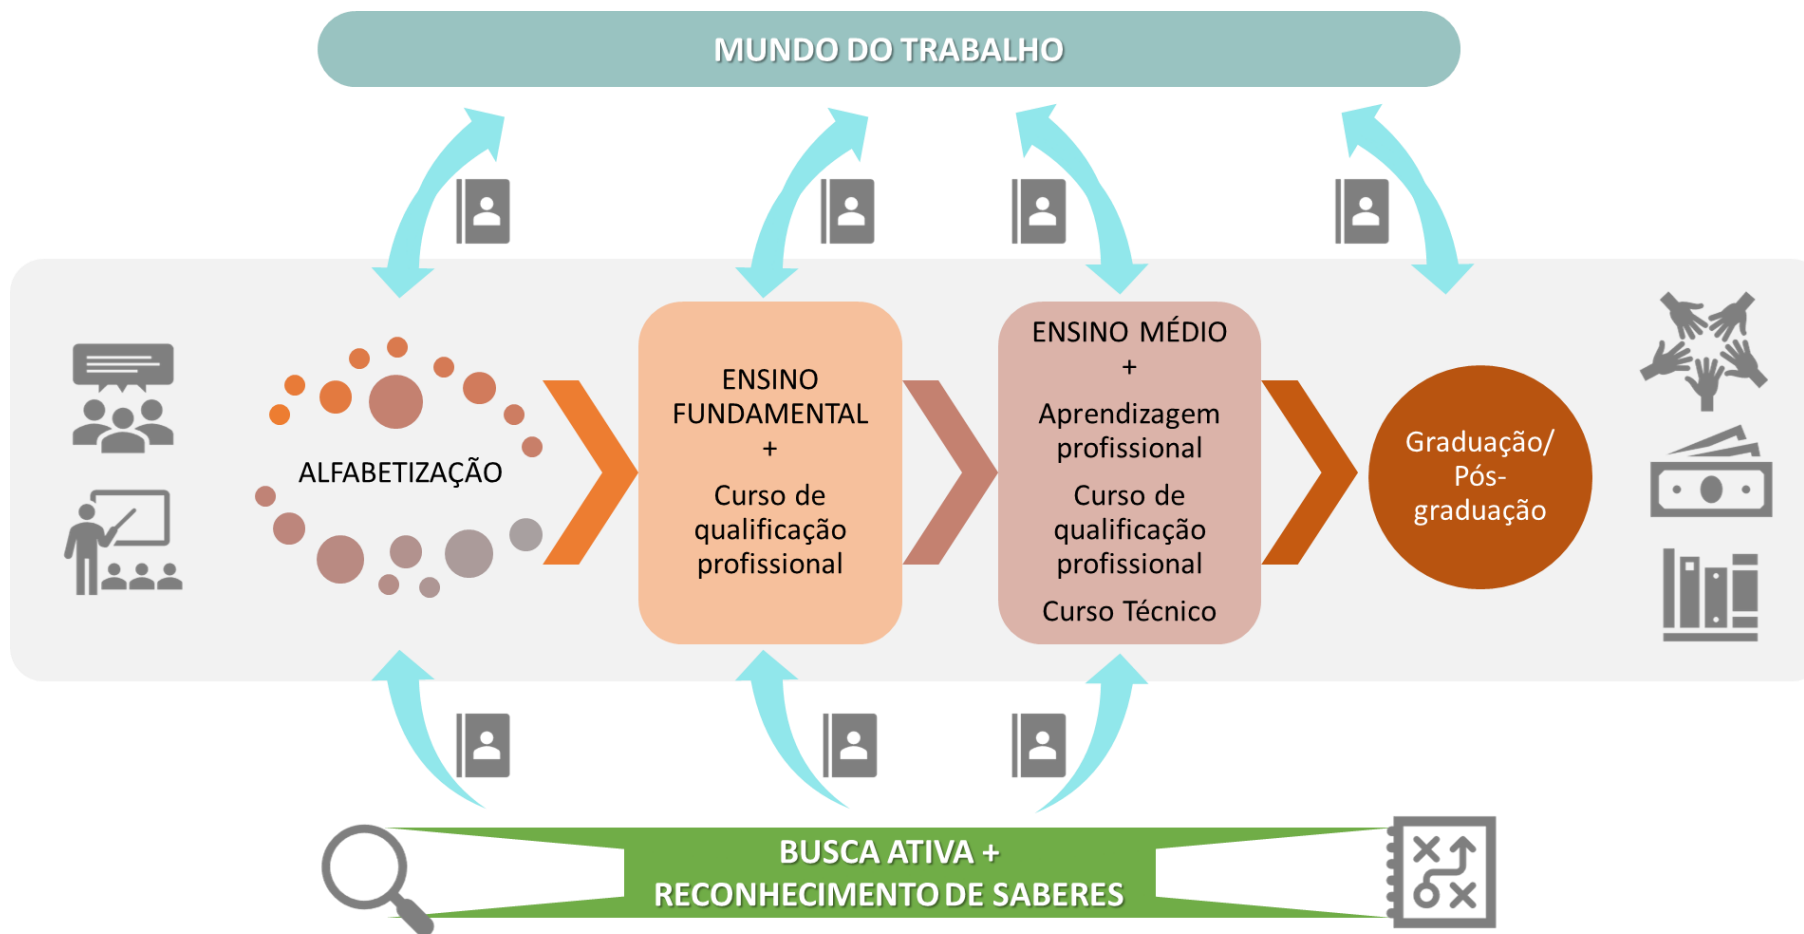 MUNDO DO TRABALHO
ALFABETIZAÇÃO
ENSINO
FUNDAMENTAL
+
Curso de
qualificação
profissional
ENSINO MÉDIO
+
Aprendizagem
profissional
Curso de
qualificação
profissional
Curso Técnico
Graduação/
Pós-
graduação
BUSCA ATIVA +
RECONHECIMENTO DE SABERES